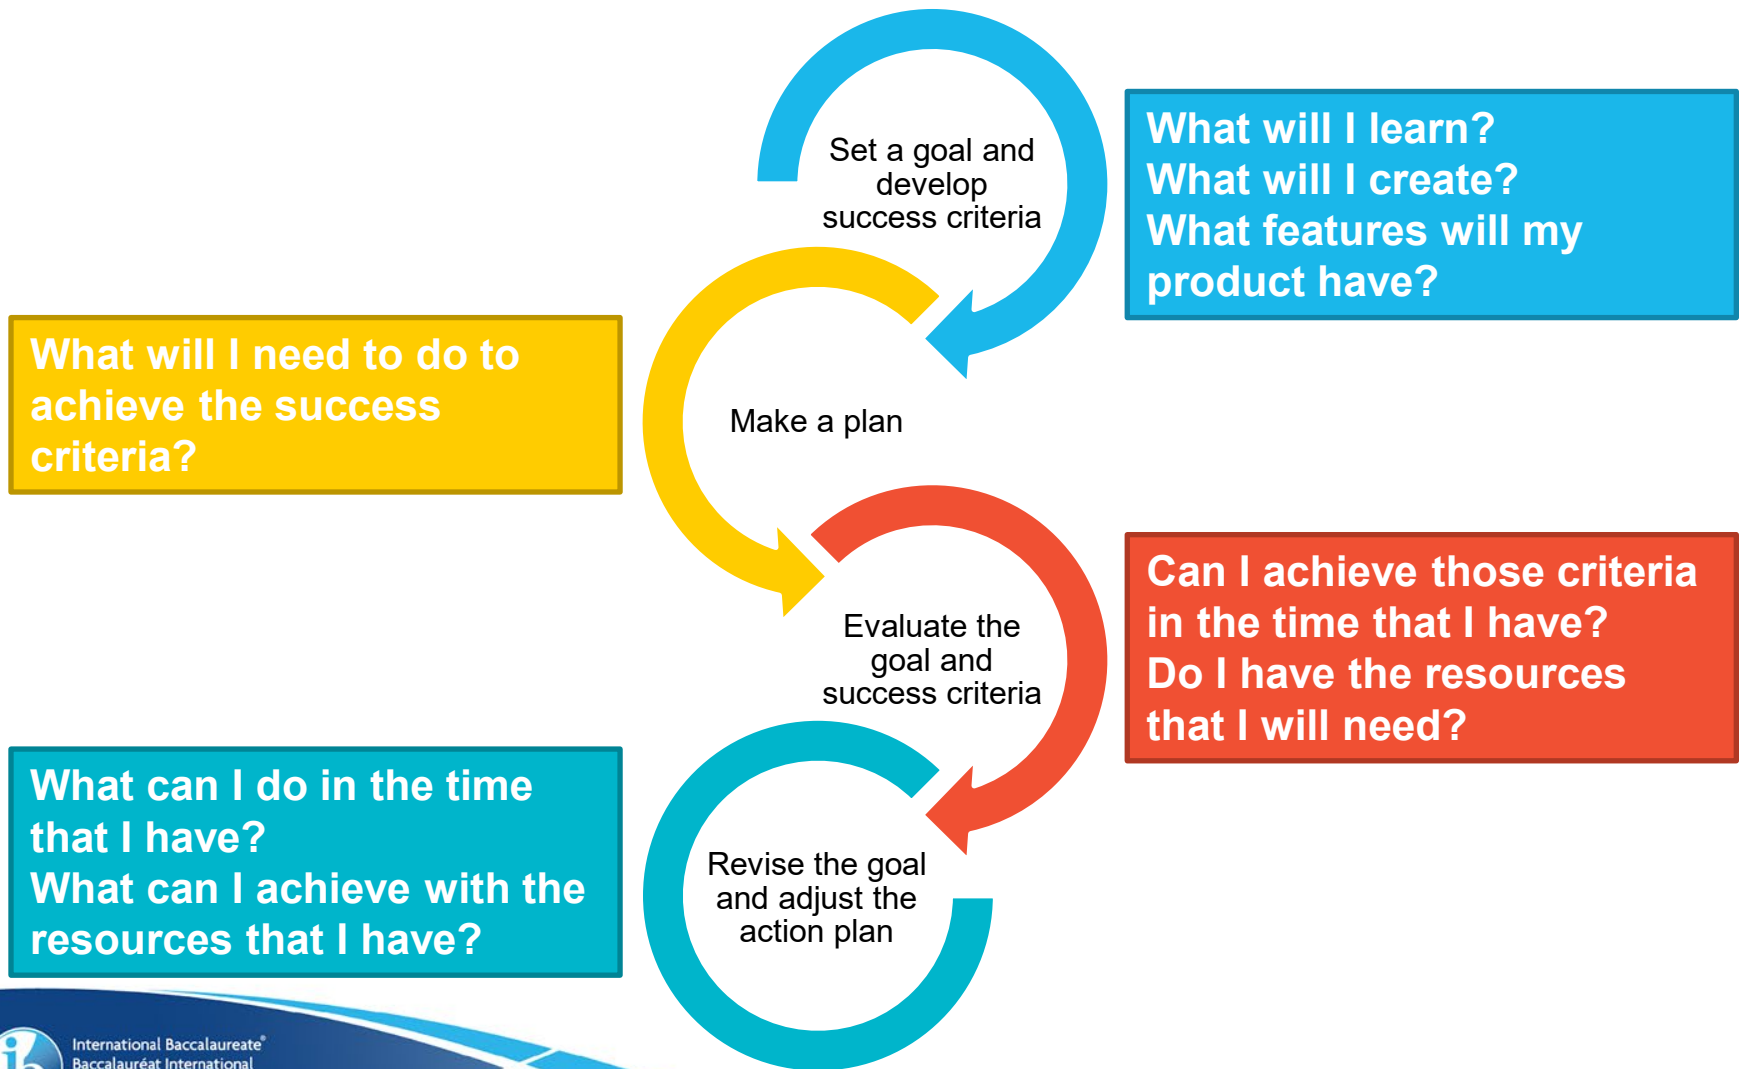 Set a goal and
develop
success criteria
What will I learn?
What will I create?
What features will my
product have?
What will I need to do to
achieve the success
criteria?
Make a plan
Evaluate the
goal and
success criteria
Can I achieve those criteria
in the time that I have?
Do I have the resources
that I will need?
What can I do in the time
that I have?
What can I achieve with the
resources that I have?
Revise the goal
and adjust the
action plan
International Baccalaureate®
Baccalauréat International